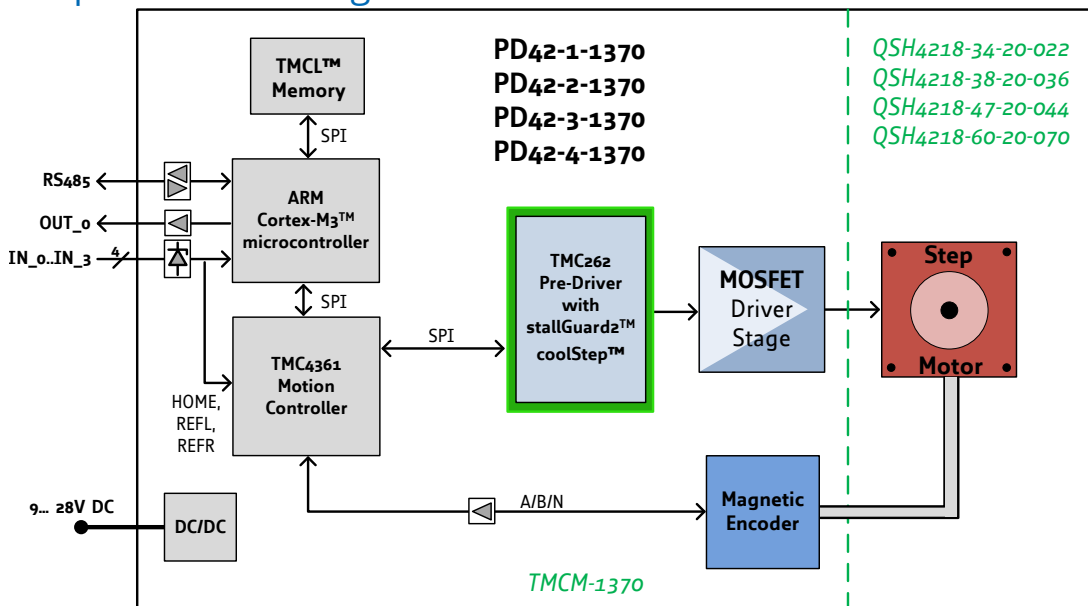 PD42-1-1370
PD42-2-1370
PD42-3-1370
PD42-4-1370
QSH4218-34-20-022
QSH4218-38-20-036
QSH4218-47-20-044
QSH4218-60-20-070
TMCL™
Memory
SPI
RS485
OUT_0
IN_0..IN_3
4
ARM
Cortex-M3™
microcontroller
SPI
TMC4361
Motion
Controller
HOME,
REFL,
REFR
SPI
TMC262
Pre-Driver
with
stallGuard2™
coolStep™
MOSFET
Driver
Stage
Step
Motor
9... 28V DC
DC/DC
A/B/N
Magnetic
Encoder
TMCM-1370